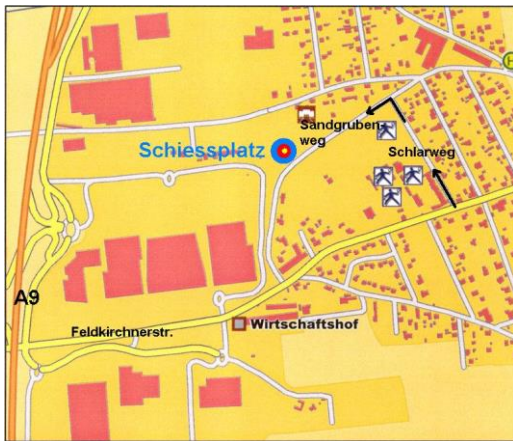 H
Sandgruben
weg
Schiessplatz
Schlarweg
A9
Feldkirchnerstr.
Wirtschaftshof